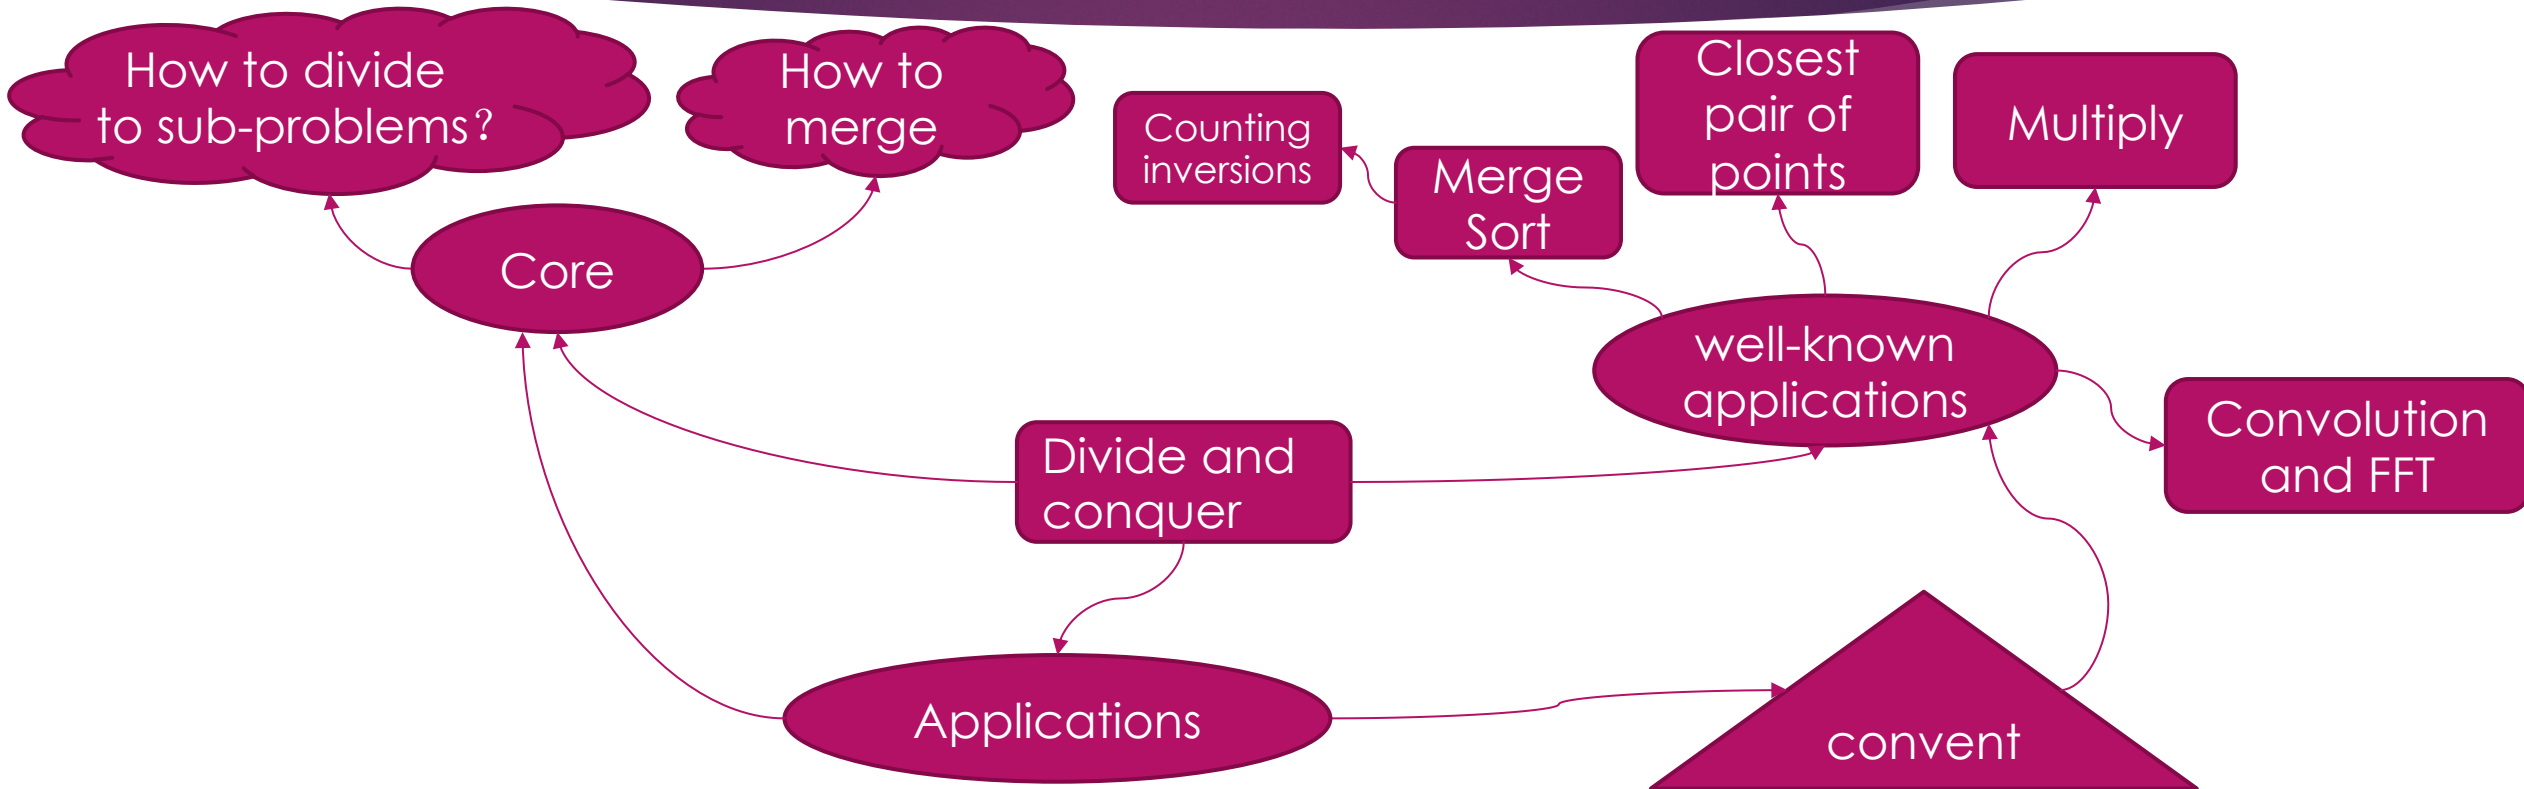 How to divide
to sub-problems？
How to
merge
Counting
inversions
Merge
Sort
Closest
pair of
points
Multiply
Core
well-known
applications
Convolution
and FFT
Divide and
conquer
Applications
convent